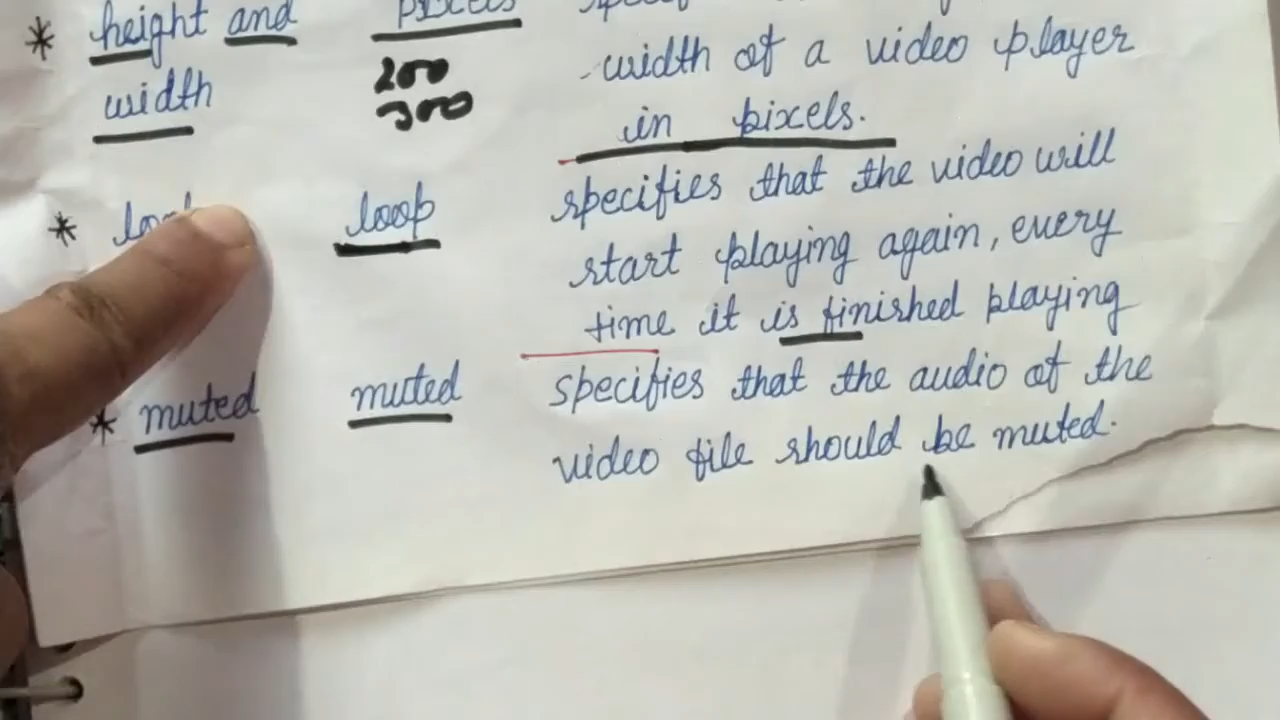 * height and pixels
width of a video player
width 200
300
in pixels.
* loop loop specifies that the video will
start playing again, every
time it is finished playing
* muted muted specifies that the audio of the
video file should be muted.